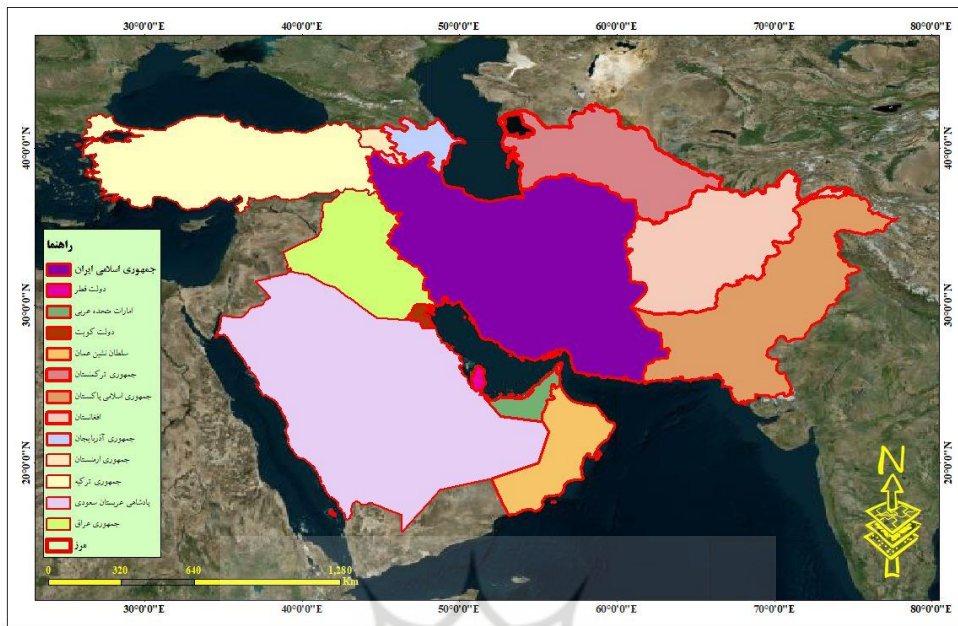 30°0'0"E 40°0'0"E 50°0'0"E 60°0'0"E 70°0'0"E 80°0'0"E
40°0'0"N 40°0'0"N
30°0'0"N 30°0'0"N
20°0'0"N 20°0'0"N
راهنما
جمهوری اسلامی ایران
دولت قطر
امارات متحده عربی
دولت کویت
سلطان نشین عمان
جمهوری ترکمنستان
جمهوری اسلامی پاکستان
افغانستان
جمهوری آذربایجان
جمهوری ارمنستان
جمهوری ترکیه
پادشاهی عربستان سعودی
جمهوری عراق
مرز
N
0 320 640 1,280
Km
30°0'0"E 40°0'0"E 50°0'0"E 60°0'0"E 70°0'0"E 80°0'0"E